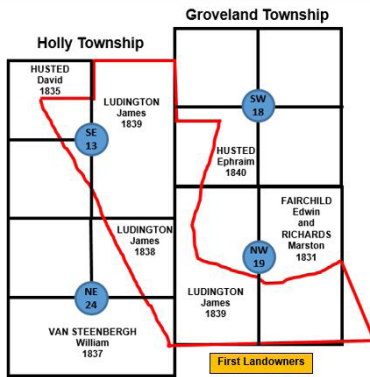 Groveland Township
Holly Township
HUSTED
David
1835
LUDINGTON
James
1839
SE
13
SW
18
HUSTED
Ephraim
1840
LUDINGTON
James
1838
FAIRCHILD
Edwin
and
RICHARDS
Marston
1831
NW
19
NE
24
LUDINGTON
James
1839
VAN STEENBERGH
William
1837
First Landowners